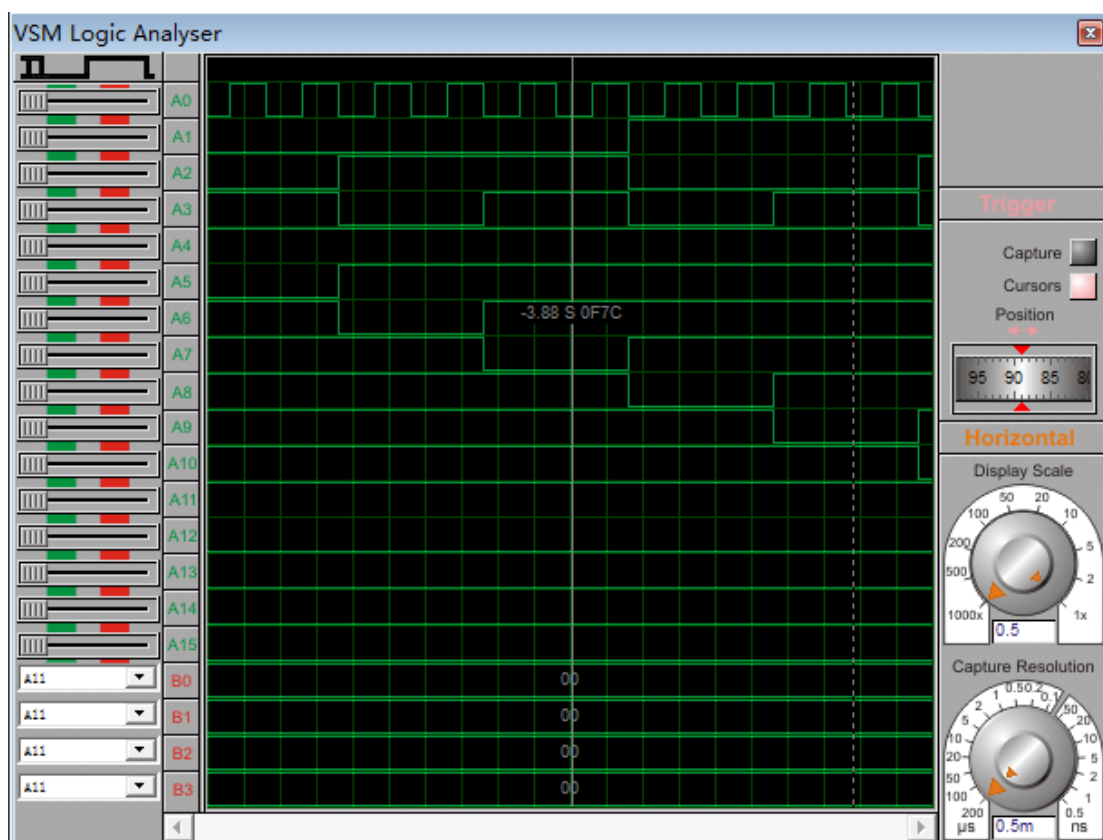 VSM Logic Analyser
A0
A1
A2
A3
A4
A5
A6
A7
A8
A9
A10
A11
A12
A13
A14
A15
A11 B0
A11 B1
A11 B2
A11 B3
-3.88 S 0F7C
00
00
00
00
Trigger
Capture
Cursors
Position
95 90 85
Horizontal
Display Scale
1000x 500 200 100 50 20 10 5 2 1x
0.5
Capture Resolution
200 100 50 20 10 5 2 1 0.5 0.2 0.1 50 20 10 5 2 1 0.5
µs 0.5m ns